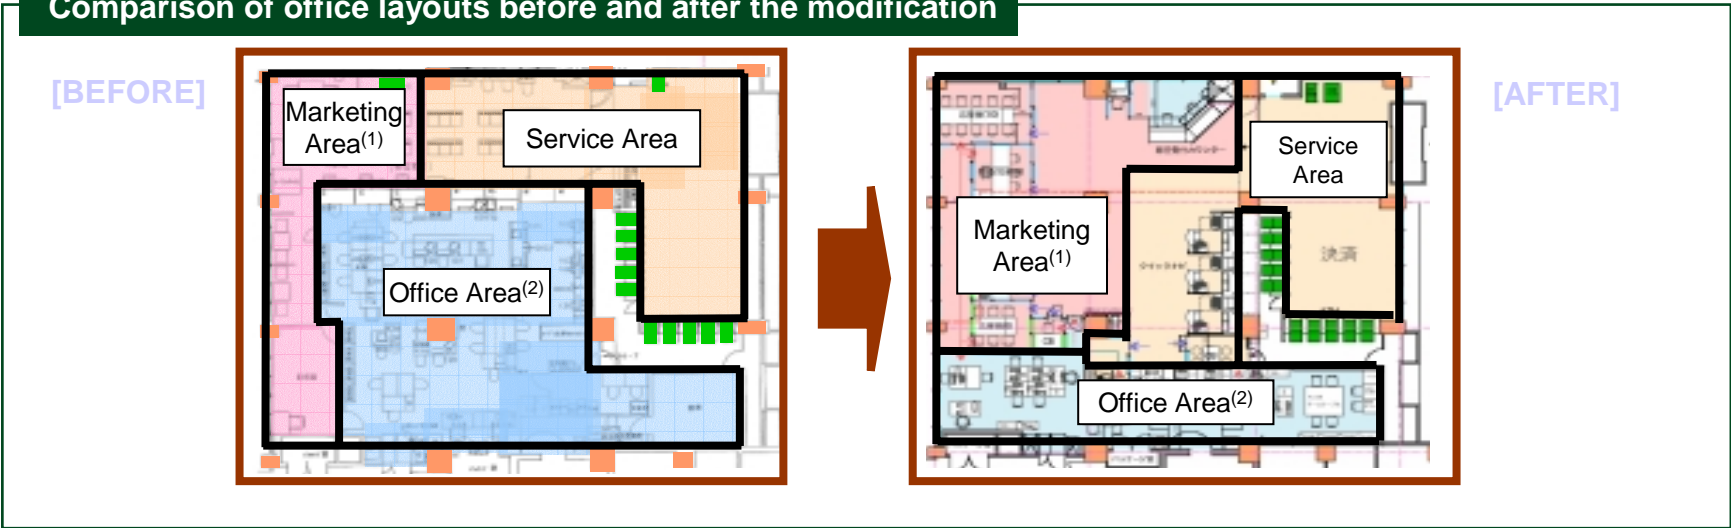 Comparison of office layouts before and after the modification
[BEFORE]
Marketing
Area(1)
Service Area
Office Area(2)
[AFTER]
Service
Area
Marketing
Area(1)
決済
Office Area(2)